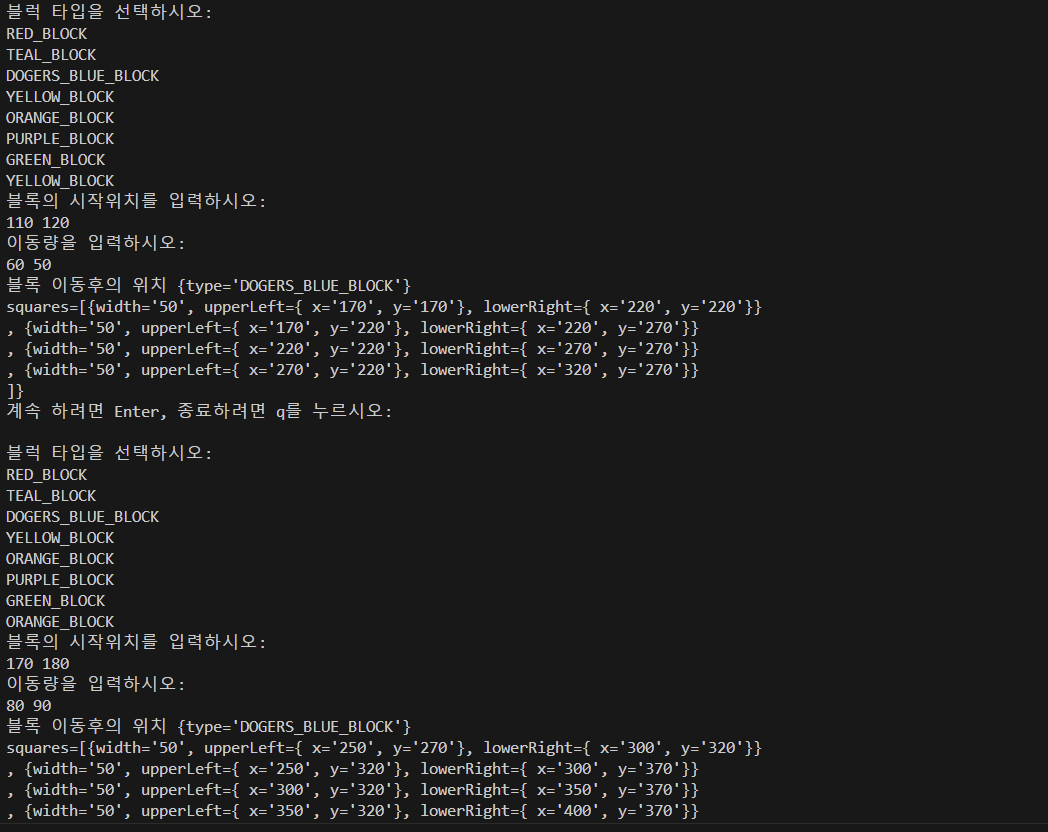 블럭 타입을 선택하시오:
RED_BLOCK
TEAL_BLOCK
DOGERS_BLUE_BLOCK
YELLOW_BLOCK
ORANGE_BLOCK
PURPLE_BLOCK
GREEN_BLOCK
YELLOW_BLOCK
블록의 시작위치를 입력하시오:
110 120
이동량을 입력하시오:
60 50
블록 이동후의 위치 {type='DOGERS_BLUE_BLOCK'}
squares=[{width='50', upperLeft={ x='170', y='170'}, lowerRight={ x='220', y='220'}}
, {width='50', upperLeft={ x='170', y='220'}, lowerRight={ x='220', y='270'}}
, {width='50', upperLeft={ x='220', y='220'}, lowerRight={ x='270', y='270'}}
, {width='50', upperLeft={ x='270', y='220'}, lowerRight={ x='320', y='270'}}
]}
계속 하려면 Enter, 종료하려면 q를 누르시오:
블럭 타입을 선택하시오:
RED_BLOCK
TEAL_BLOCK
DOGERS_BLUE_BLOCK
YELLOW_BLOCK
ORANGE_BLOCK
PURPLE_BLOCK
GREEN_BLOCK
ORANGE_BLOCK
블록의 시작위치를 입력하시오:
170 180
이동량을 입력하시오:
80 90
블록 이동후의 위치 {type='DOGERS_BLUE_BLOCK'}
squares=[{width='50', upperLeft={ x='250', y='270'}, lowerRight={ x='300', y='320'}}
, {width='50', upperLeft={ x='250', y='320'}, lowerRight={ x='300', y='370'}}
, {width='50', upperLeft={ x='300', y='320'}, lowerRight={ x='350', y='370'}}
, {width='50', upperLeft={ x='350', y='320'}, lowerRight={ x='400', y='370'}}